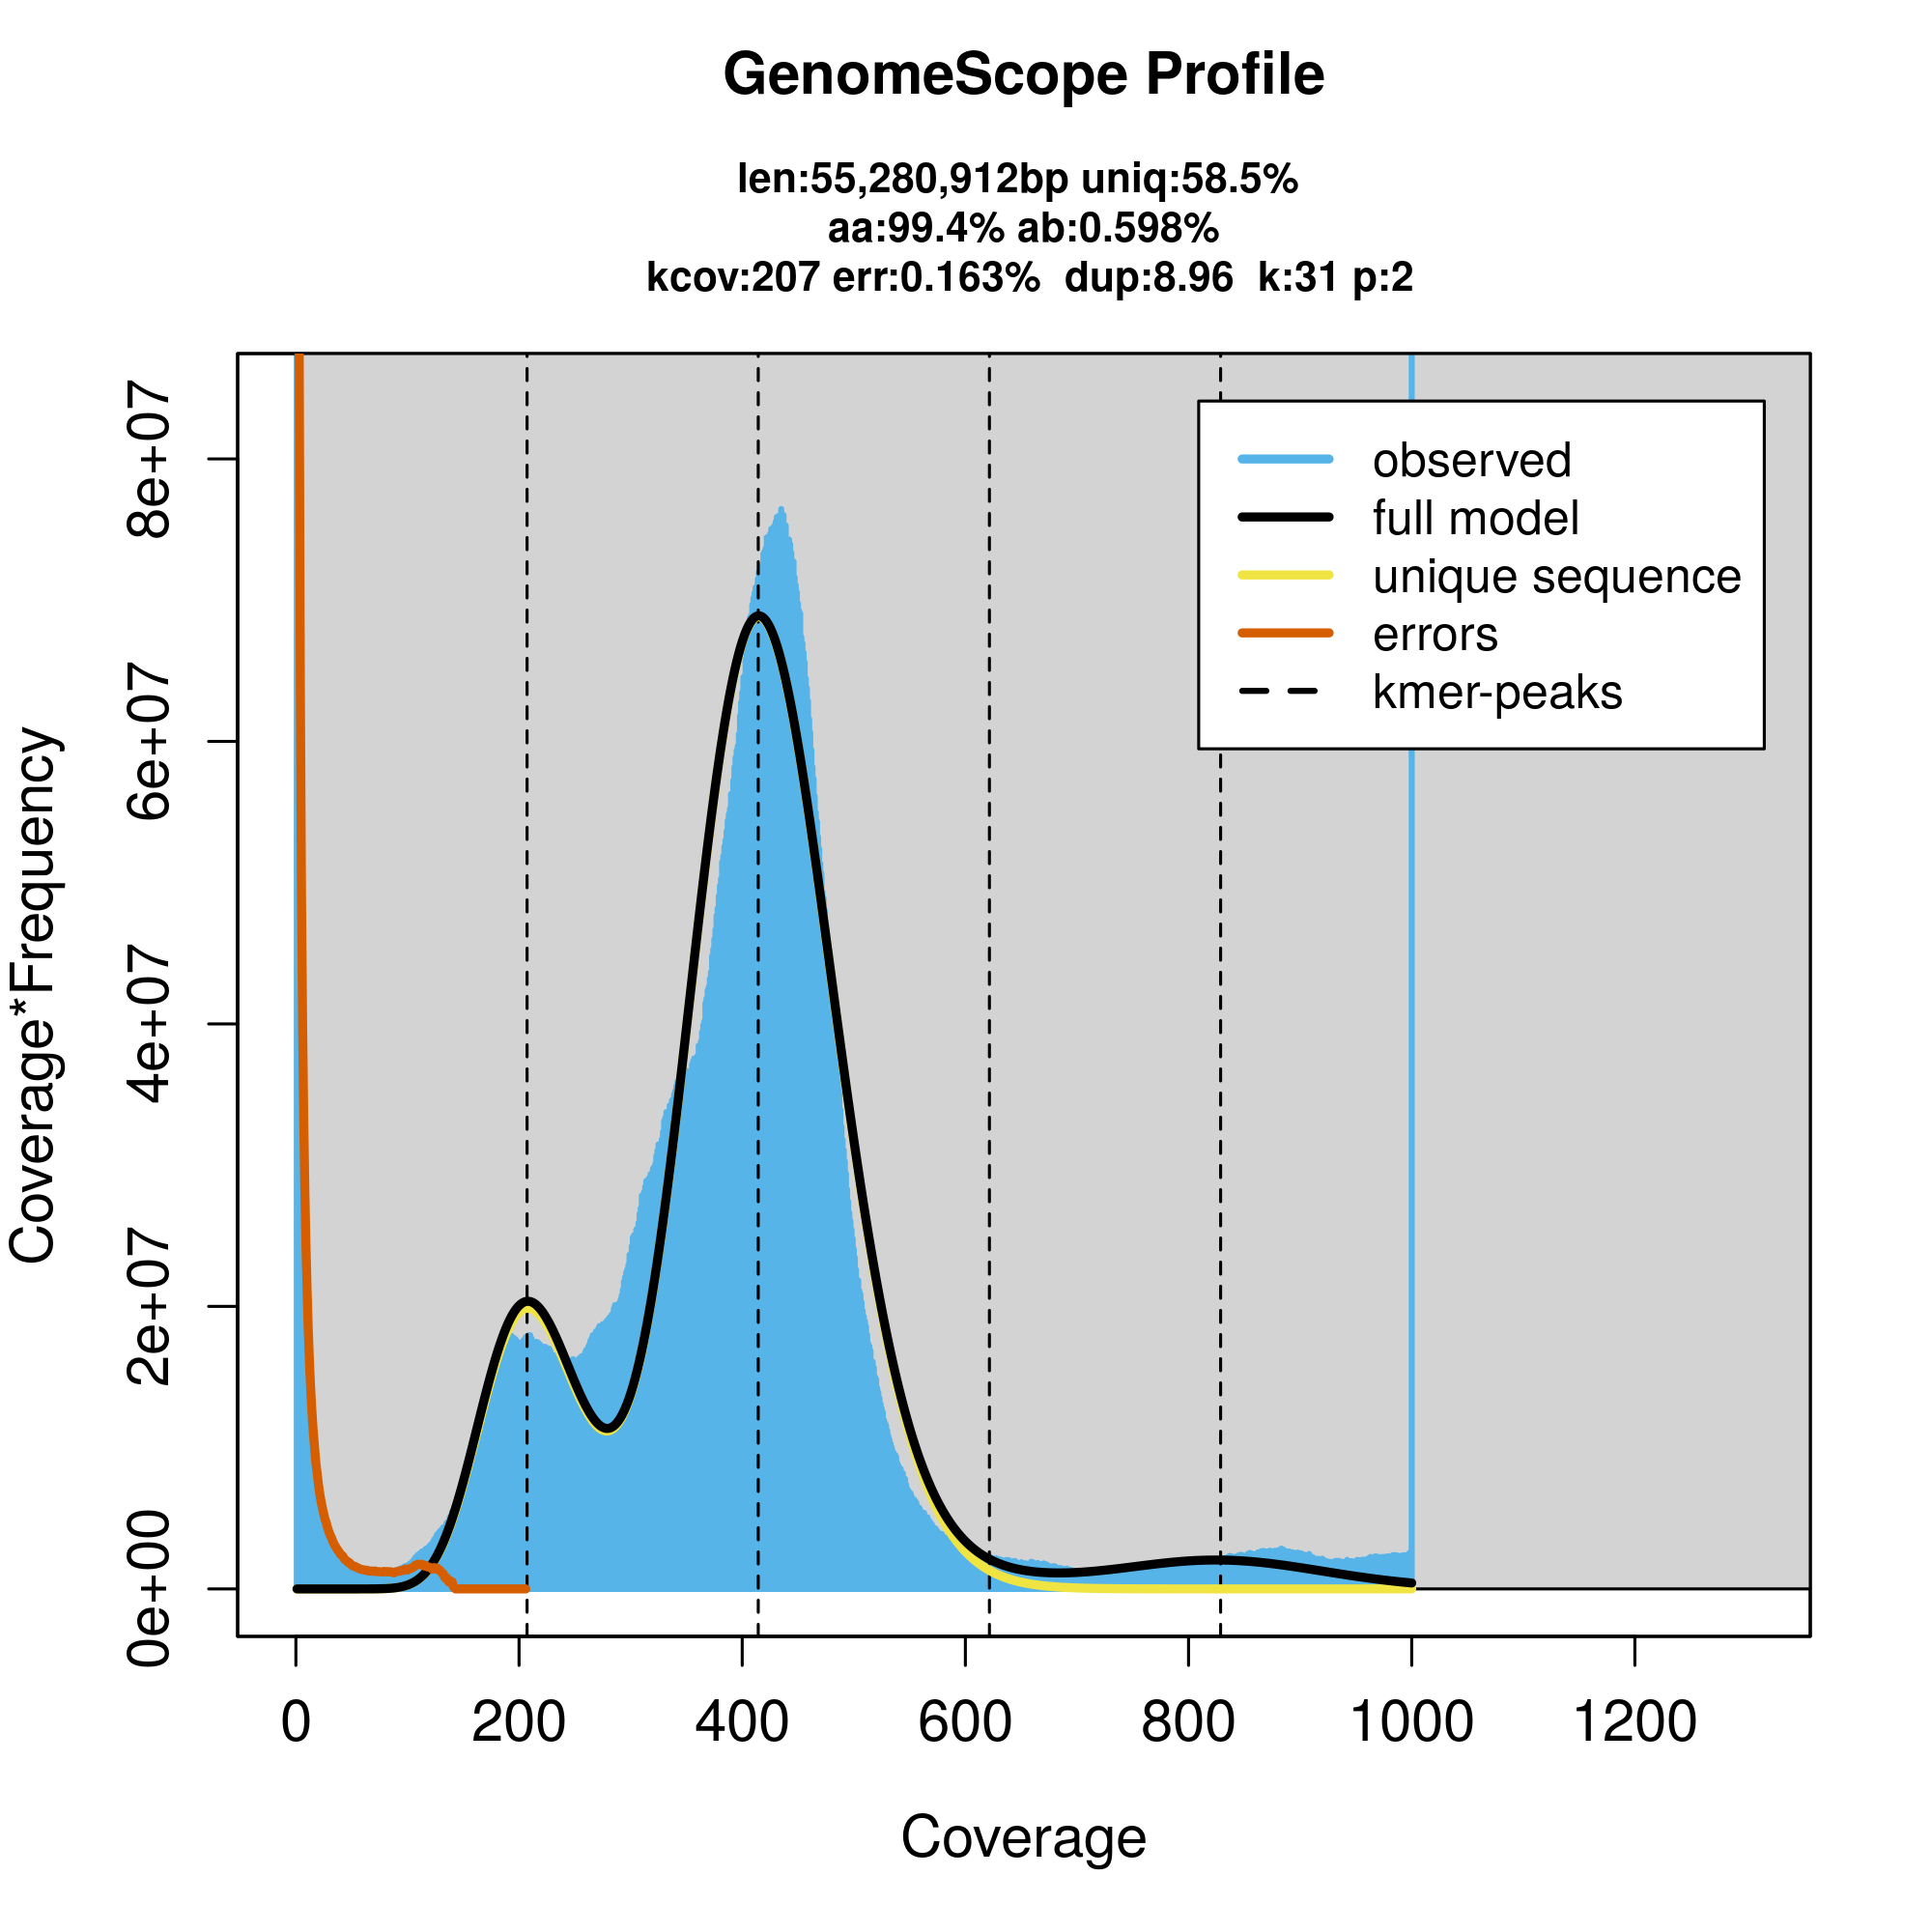 GenomeScope Profile
len:55,280,912bp uniq:58.5%
aa:99.4% ab:0.598%
kcov:207 err:0.163%  dup:8.96  k:31 p:2
observed
full model
unique sequence
errors
kmer-peaks
Coverage*Frequency
8e+07
6e+07
4e+07
2e+07
0e+00
0 200 400 600 800 1000 1200
Coverage